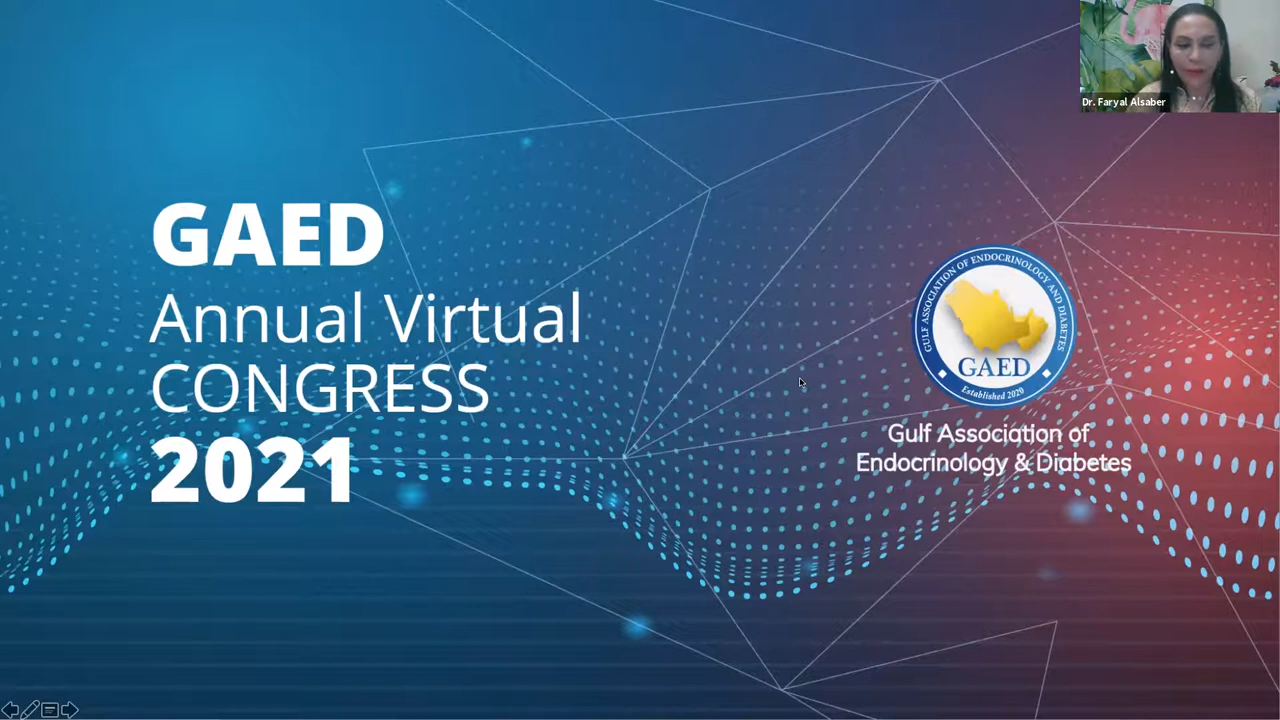 Dr. Faryal Alsaber
GAED
Annual Virtual
CONGRESS
2021
GULF ASSOCIATION OF ENDOCRINOLOGY AND DIABETES
GAED
Established 2020
Gulf Association of
Endocrinology & Diabetes